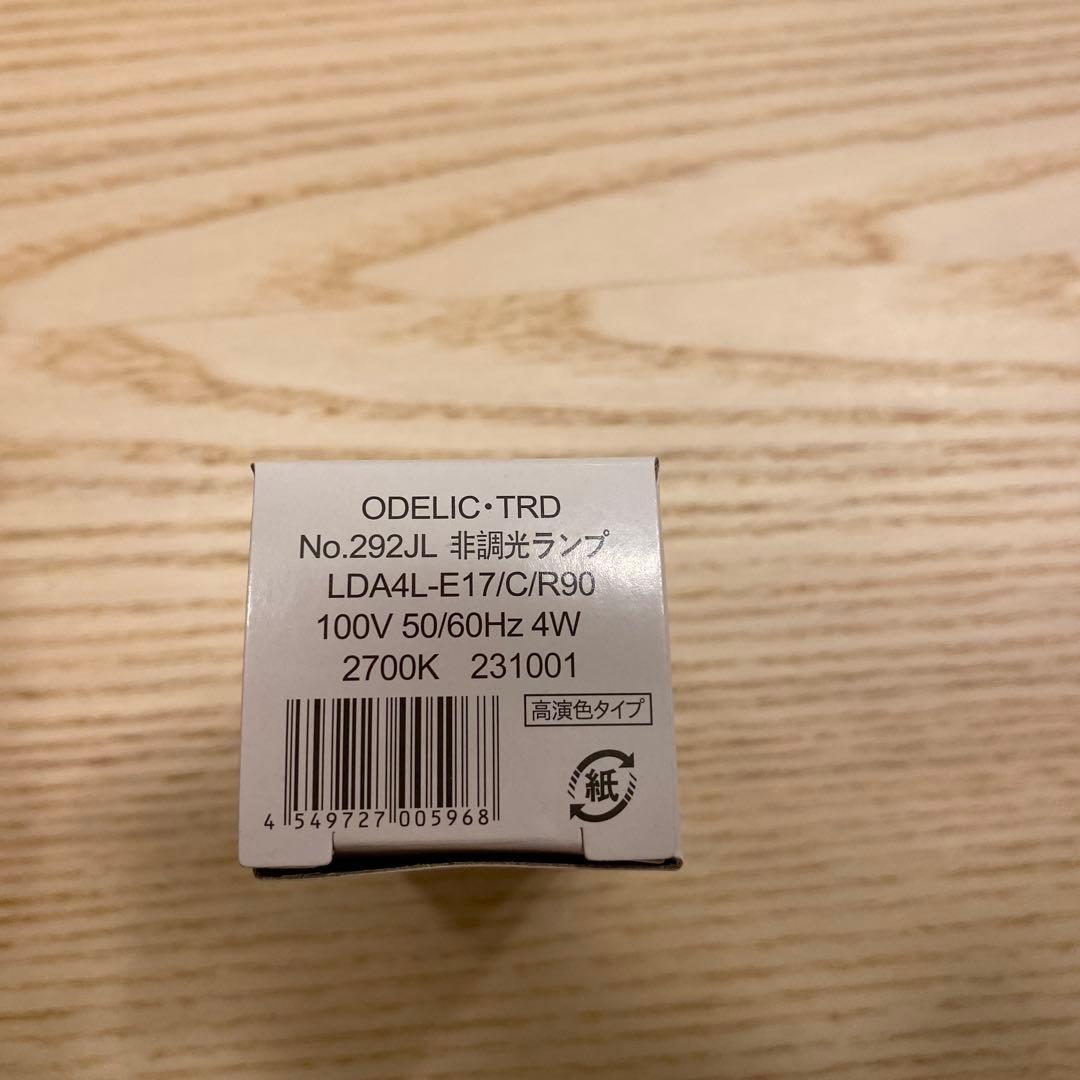 ODELIC・TRD
No.292JL 非調光ランプ
LDA4L-E17/C/R90
100V 50/60Hz 4W
2700K 231001
高演色タイプ
紙
4 549727 005968